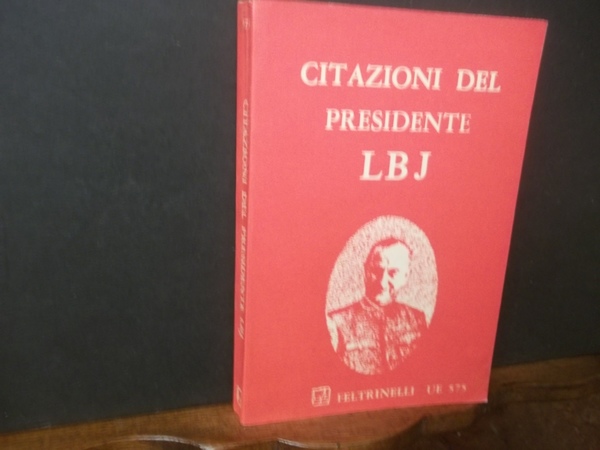 CITAZIONI DEL
PRESIDENTE
LBJ
FELTRINELLI UE 575
CITAZIONI DEL PRESIDENTE LBJ